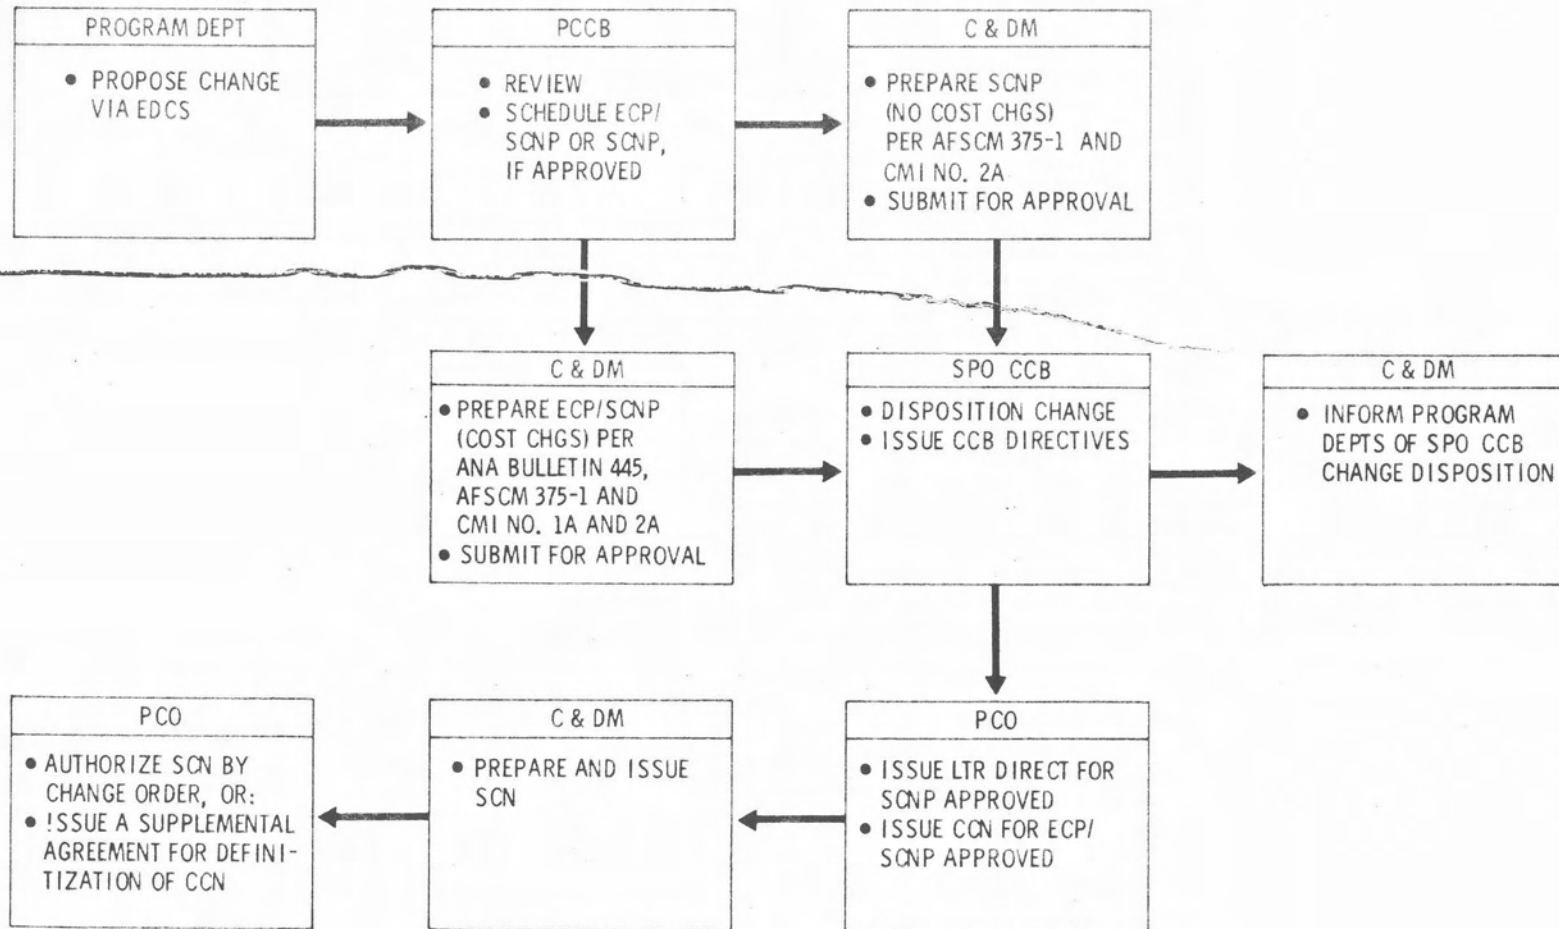 PROGRAM DEPT
• PROPOSE CHANGE
VIA EDCS
PCCB
• REVIEW
• SCHEDULE ECP/
SCNP OR SCNP,
IF APPROVED
C & DM
• PREPARE SCNP
(NO COST CHGS)
PER AFSCM 375-1 AND
CMI NO. 2A
• SUBMIT FOR APPROVAL
C & DM
• PREPARE ECP/SCNP
(COST CHGS) PER
ANA BULLETIN 445,
AFSCM 375-1 AND
CMI NO. 1A AND 2A
• SUBMIT FOR APPROVAL
SPO CCB
• DISPOSITION CHANGE
• ISSUE CCB DIRECTIVES
C & DM
• INFORM PROGRAM
DEPTS OF SPO CCB
CHANGE DISPOSITION
PCO
• AUTHORIZE SCN BY
CHANGE ORDER, OR:
• !SSUE A SUPPLEMENTAL
AGREEMENT FOR DEFINI-
TIZATION OF CCN
C & DM
• PREPARE AND ISSUE
SCN
PCO
• ISSUE LTR DIRECT FOR
SCNP APPROVED
• ISSUE CCN FOR ECP/
SCNP APPROVED